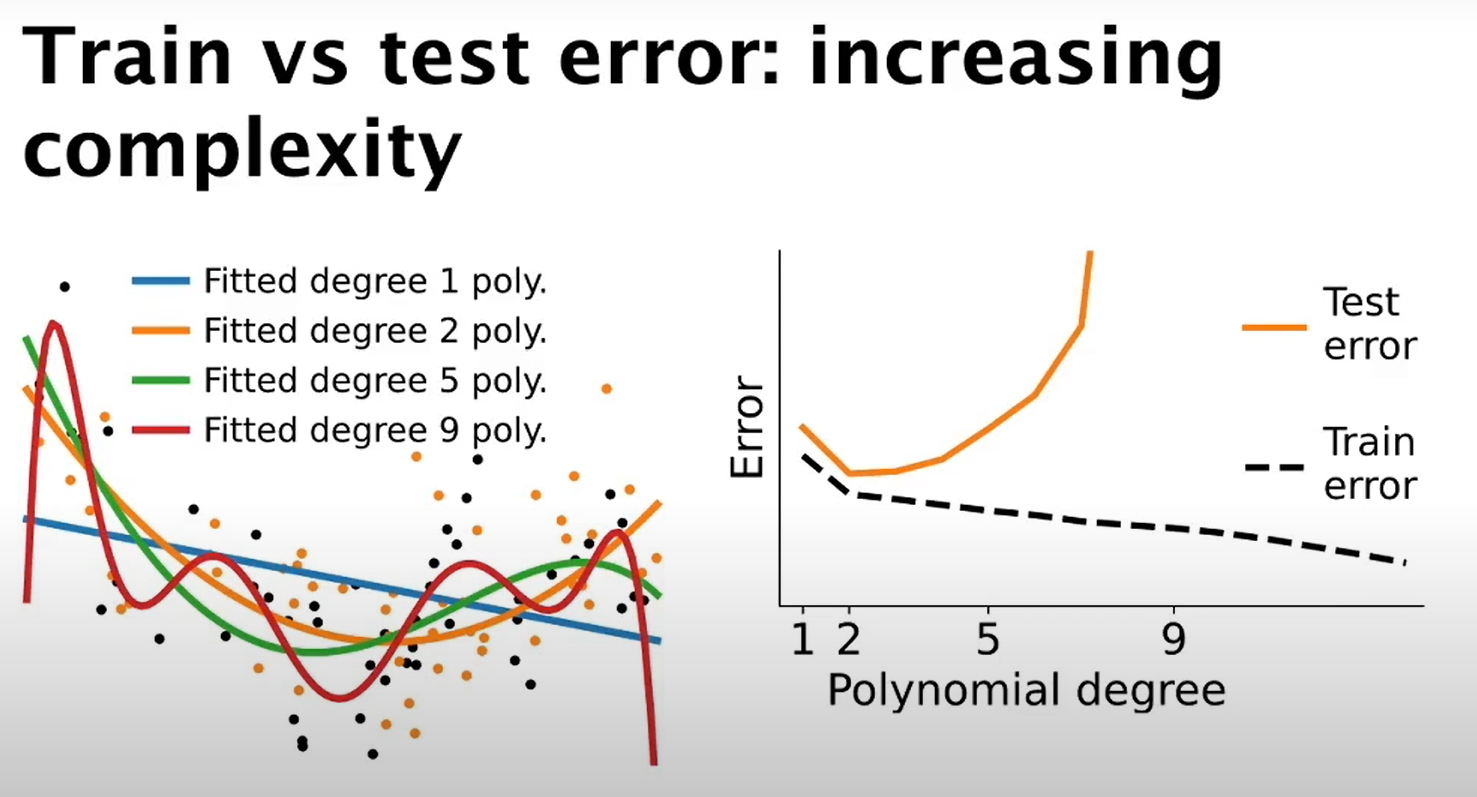 Train vs test error: increasing
complexity
Fitted degree 1 poly.
Fitted degree 2 poly.
Fitted degree 5 poly.
Fitted degree 9 poly.
Error
Test
error
Train
error
1 2 5 9
Polynomial degree